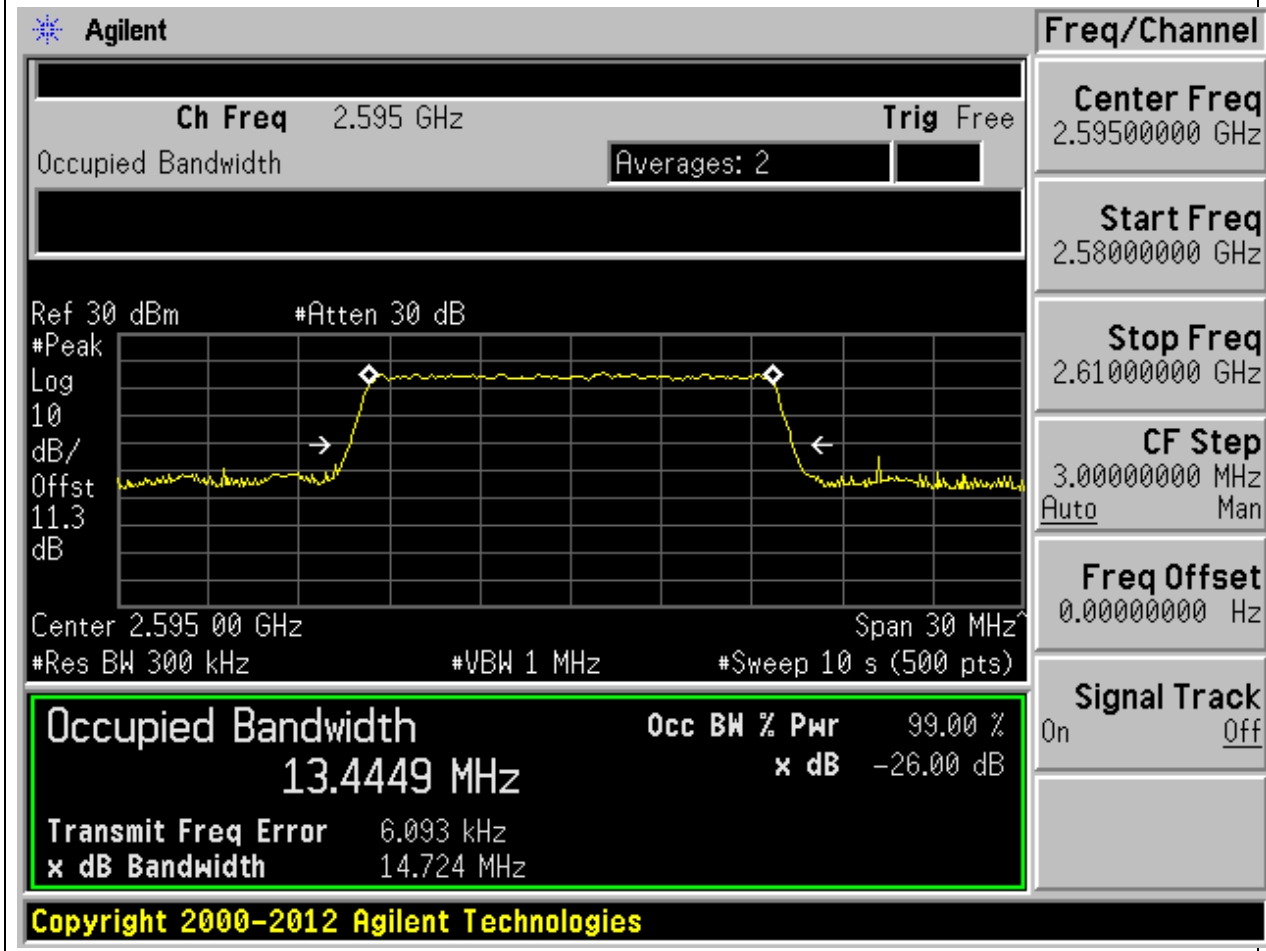 Agilent
Freq/Channel
Ch Freq 2.595 GHz Trig Free
Occupied Bandwidth Averages: 2
Ref 30 dBm #Atten 30 dB
#Peak
Log
10
dB/
Offst
11.3
dB
Center 2.595 00 GHz Span 30 MHz^
#Res BW 300 kHz #VBW 1 MHz #Sweep 10 s (500 pts)
Occupied Bandwidth Occ BW % Pwr 99.00 %
13.4449 MHz x dB -26.00 dB
Transmit Freq Error 6.093 kHz
x dB Bandwidth 14.724 MHz
Center Freq
2.59500000 GHz
Start Freq
2.58000000 GHz
Stop Freq
2.61000000 GHz
CF Step
3.00000000 MHz
Auto Man
Freq Offset
0.00000000 Hz
Signal Track
On Off
Copyright 2000-2012 Agilent Technologies